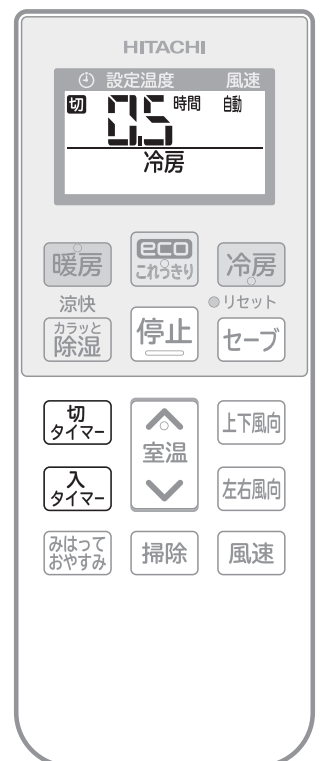 HITACHI
設定温度 風速
切 0.5 時間 自動
冷房
暖房 eco これっきり 冷房
涼快 リセット
カラッと除湿 停止 セーブ
切タイマー 室温 上下風向
入タイマー 左右風向
みはっておやすみ 掃除 風速